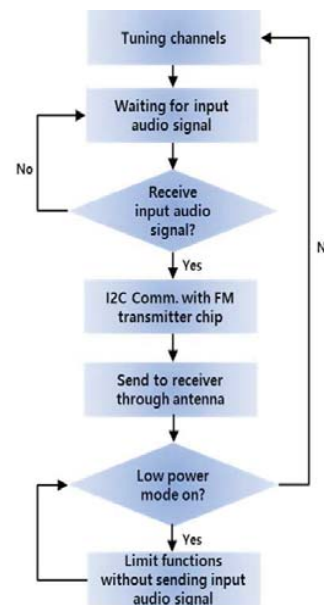 Tuning channels
Waiting for input
audio signal
No
Receive
input audio
signal?
Yes
I2C Comm. with FM
transmitter chip
Send to receiver
through antenna
N
Low power
mode on?
Yes
Limit functions
without sending input
audio signal